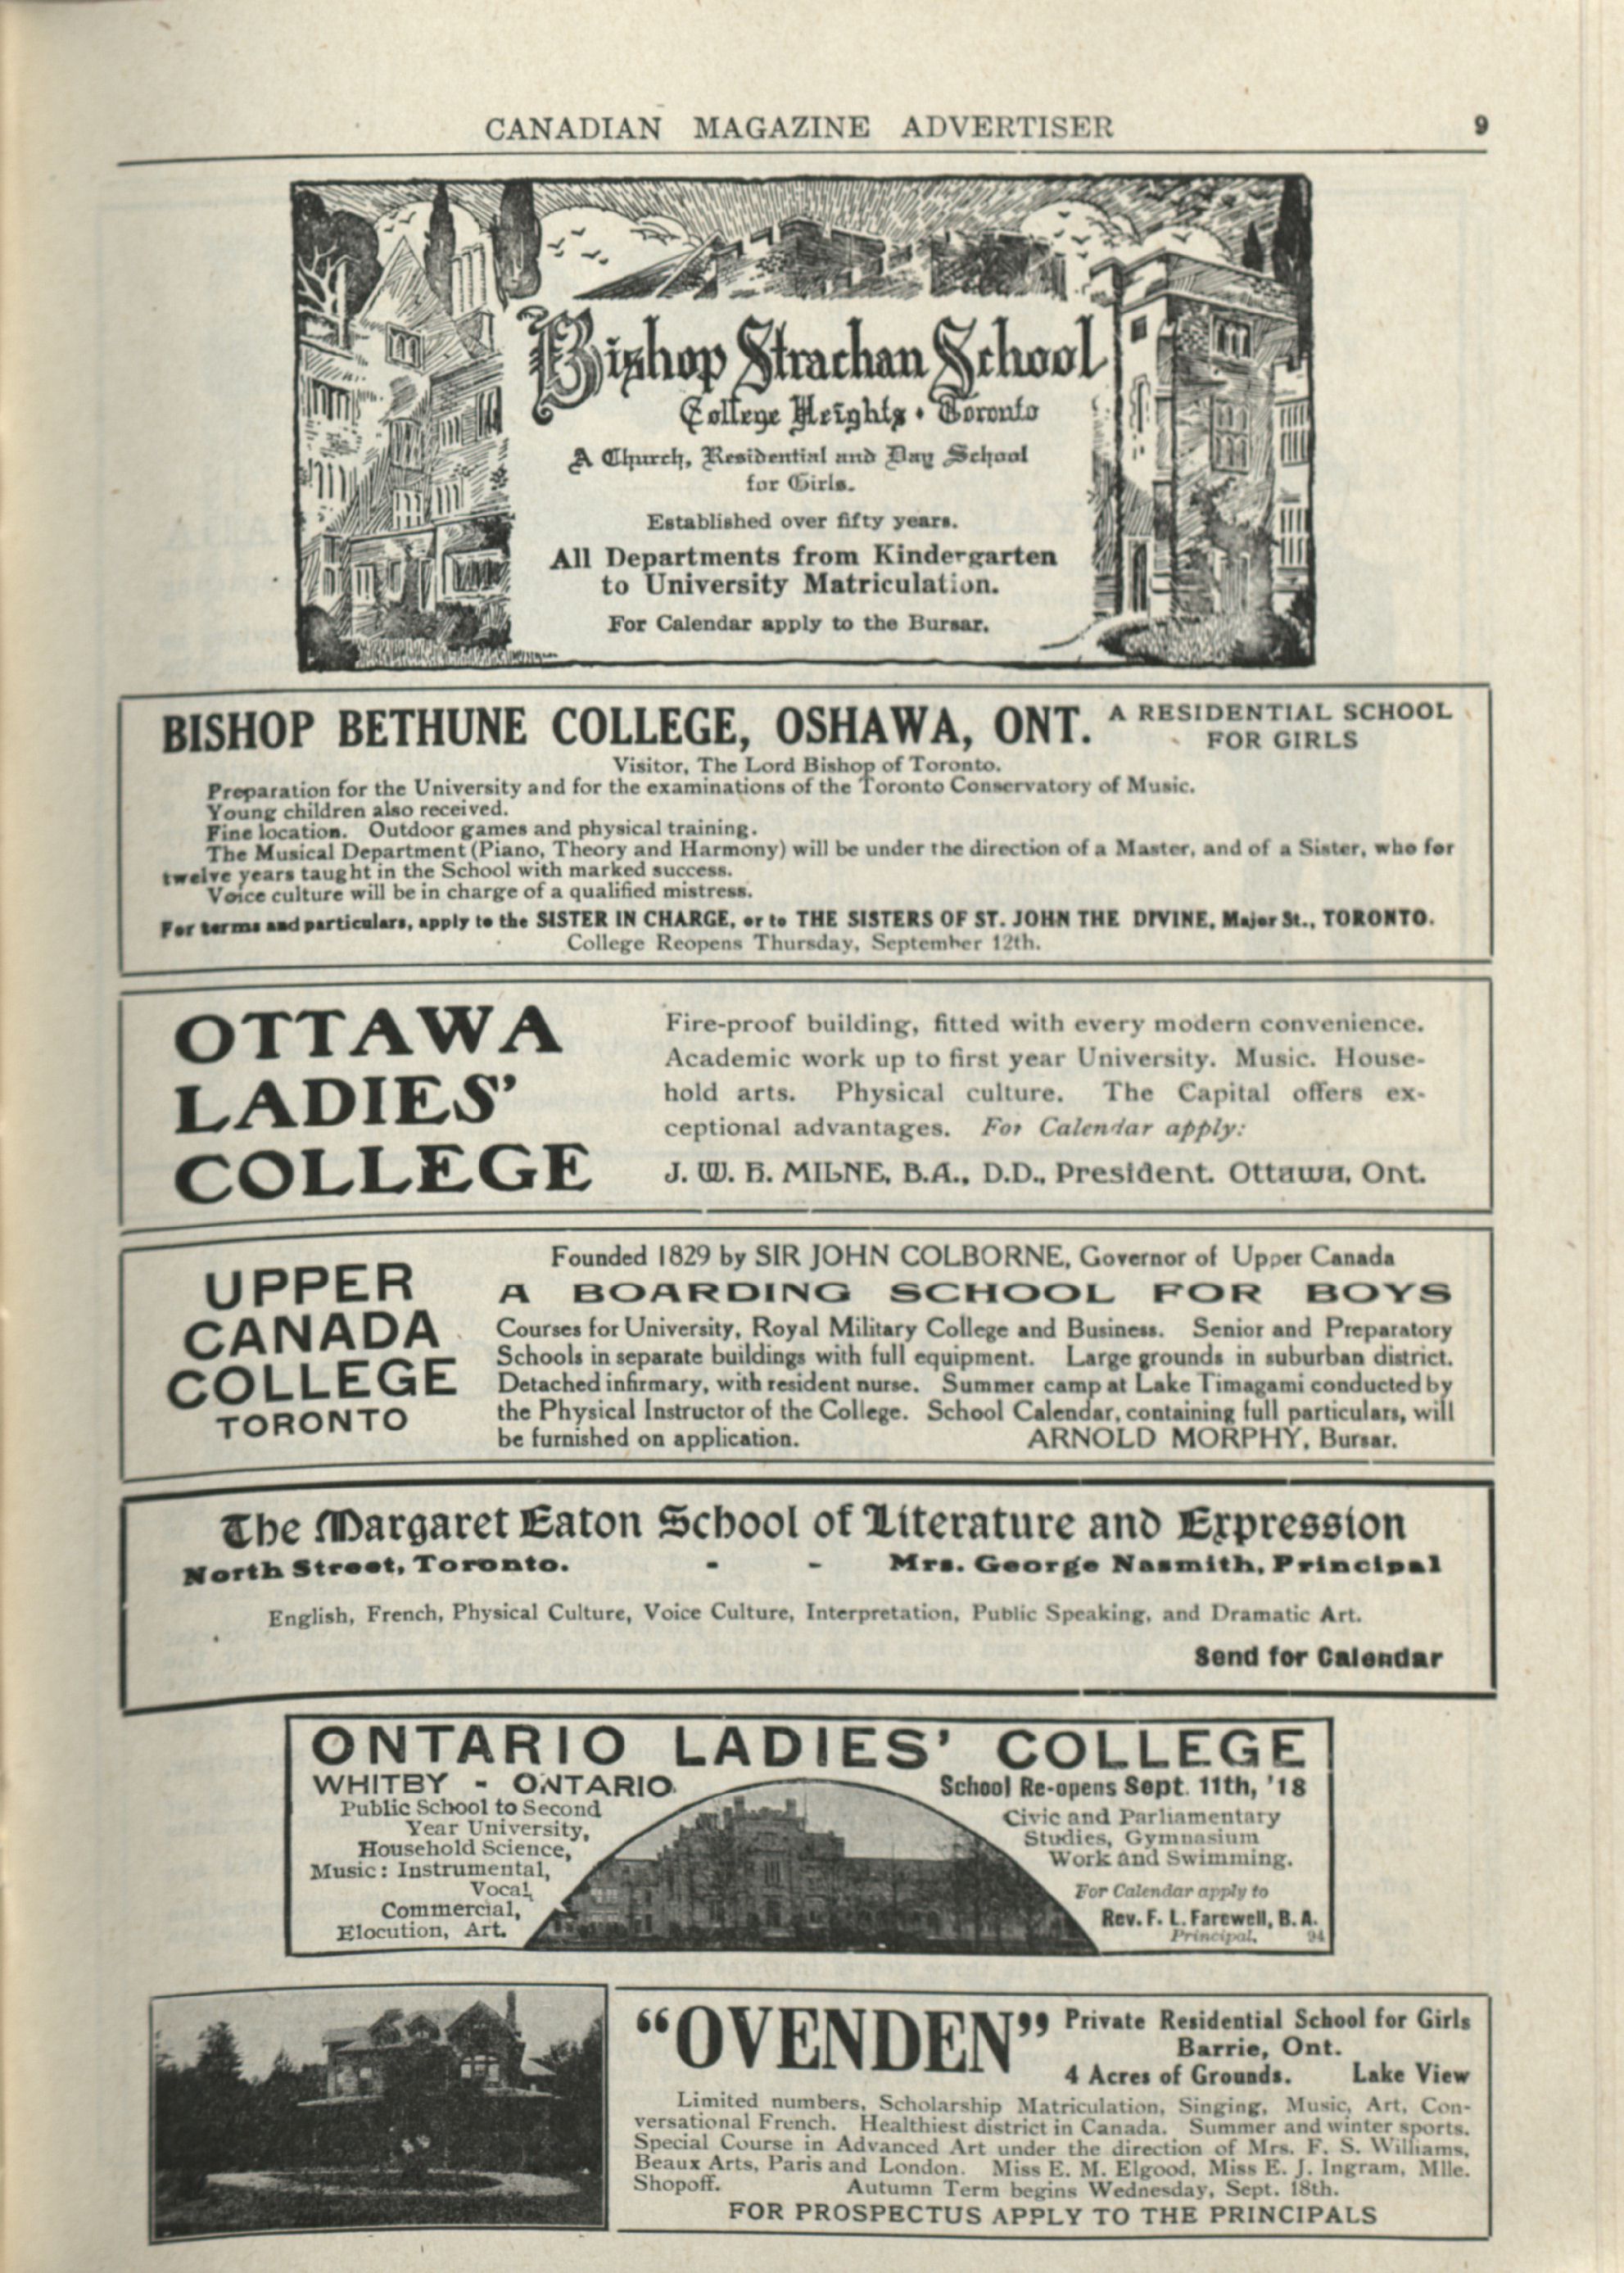 CANADIAN MAGAZINE ADVERTISER 9
Bishop Strachan School
College Heights • Toronto
A Church, Residential and Day School
for Girls.
Established over fifty years.
All Departments from Kindergarten
to University Matriculation.
For Calendar apply to the Bursar.
BISHOP BETHUNE COLLEGE, OSHAWA, ONT.
A RESIDENTIAL SCHOOL
FOR GIRLS
Visitor, The Lord Bishop of Toronto.
Preparation for the University and for the examinations of the Toronto Conservatory of Music.
Young children also received.
Fine location. Outdoor games and physical training.
The Musical Department (Piano, Theory and Harmony) will be under the direction of a Master, and of a Sister, who for
twelve years taught in the School with marked success.
Voice culture will be in charge of a qualified mistress.
For terms and particulars, apply to the SISTER IN CHARGE, or to THE SISTERS OF ST. JOHN THE DIVINE, Major St., TORONTO.
College Reopens Thursday, September 12th.
OTTAWA
LADIES'
COLLEGE
Fire-proof building, fitted with every modern convenience.
Academic work up to first year University. Music. House-
hold arts. Physical culture. The Capital offers ex-
ceptional advantages. For Calendar apply:
J. W. H. MILNE, B.A., D.D., President. Ottawa, Ont.
UPPER
CANADA
COLLEGE
TORONTO
Founded 1829 by SIR JOHN COLBORNE, Governor of Upper Canada
A BOARDING SCHOOL FOR BOYS
Courses for University, Royal Military College and Business. Senior and Preparatory
Schools in separate buildings with full equipment. Large grounds in suburban district.
Detached infirmary, with resident nurse. Summer camp at Lake Timagami conducted by
the Physical Instructor of the College. School Calendar, containing full particulars, will
be furnished on application. ARNOLD MORPHY, Bursar.
The Margaret Eaton School of Literature and Expression
North Street, Toronto. - - Mrs. George Nasmith, Principal
English, French, Physical Culture, Voice Culture, Interpretation, Public Speaking, and Dramatic Art.
Send for Calendar
ONTARIO LADIES' COLLEGE
WHITBY - ONTARIO
Public School to Second
Year University,
Household Science,
Music: Instrumental,
Vocal,
Commercial,
Elocution, Art.
School Re-opens Sept. 11th, '18
Civic and Parliamentary
Studies, Gymnasium
Work and Swimming.
For Calendar apply to
Rev. F. L. Farewell, B. A.
Principal. 94
"OVENDEN"
Private Residential School for Girls
Barrie, Ont.
4 Acres of Grounds. Lake View
Limited numbers, Scholarship Matriculation, Singing, Music, Art, Con-
versational French. Healthiest district in Canada. Summer and winter sports.
Special Course in Advanced Art under the direction of Mrs. F. S. Williams,
Beaux Arts, Paris and London. Miss E. M. Elgood, Miss E. J. Ingram, Mlle.
Shopoff. Autumn Term begins Wednesday, Sept. 18th.
FOR PROSPECTUS APPLY TO THE PRINCIPALS